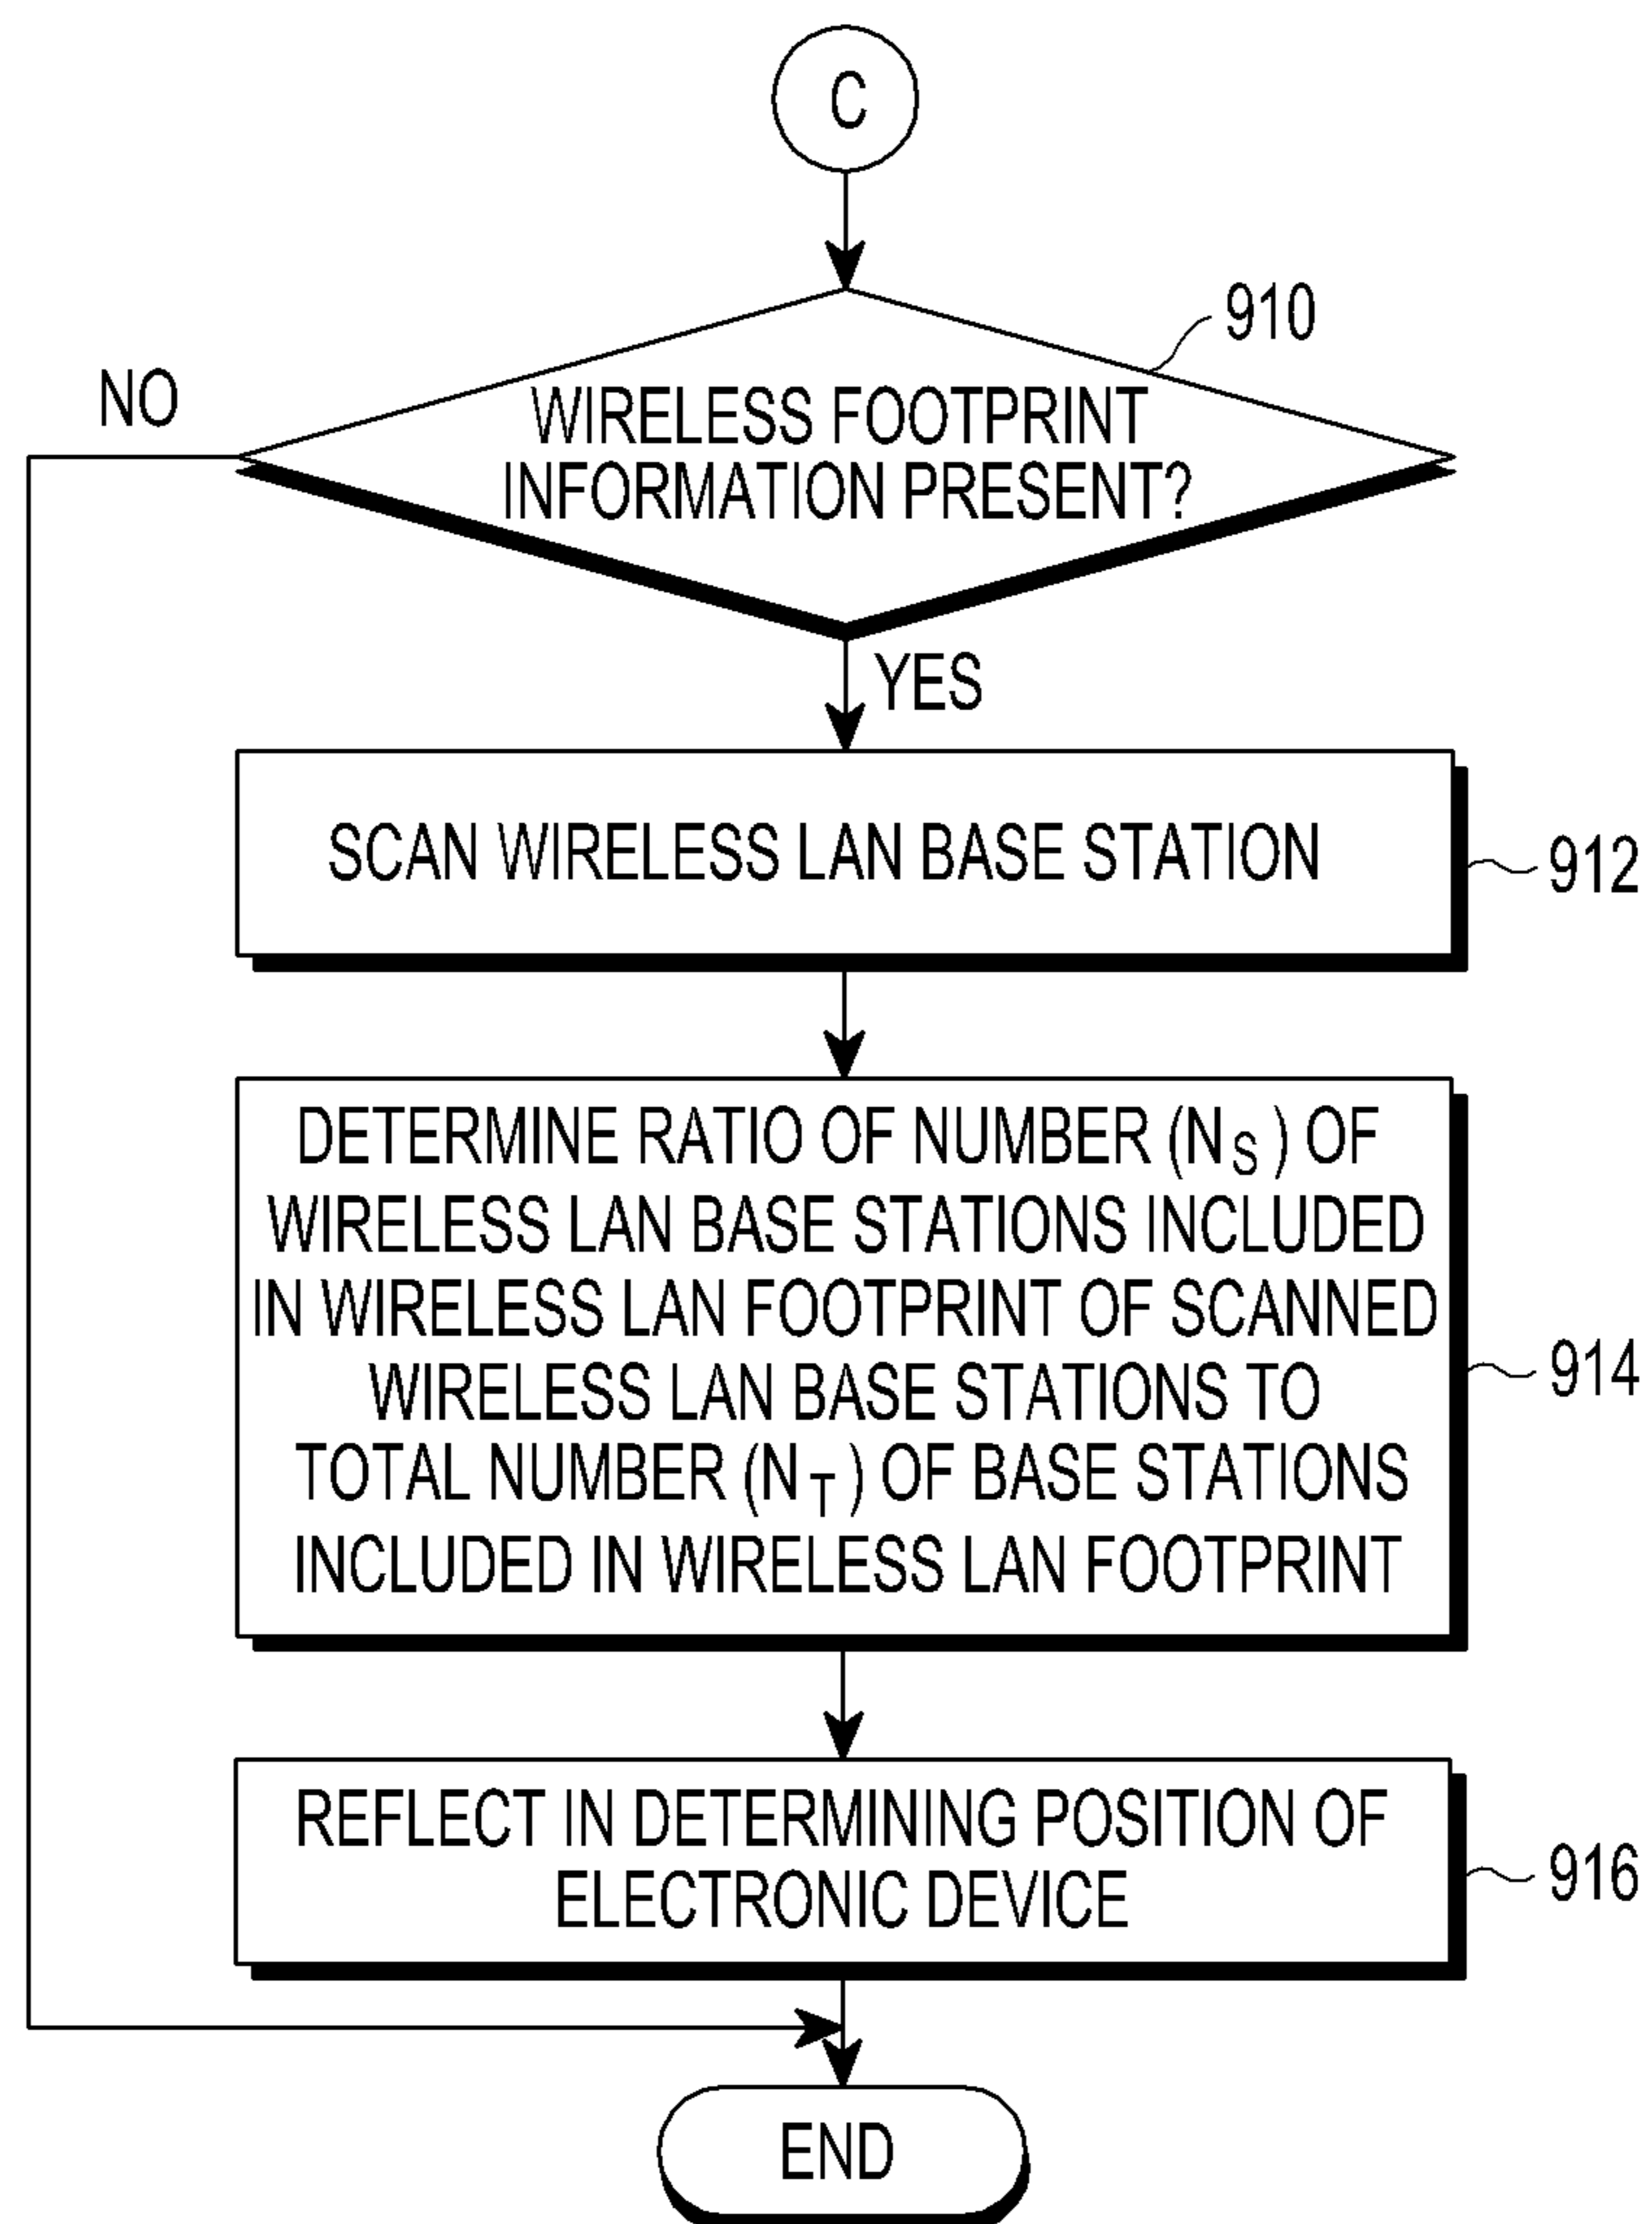 C
910
NO
WIRELESS FOOTPRINT
INFORMATION PRESENT?
YES
SCAN WIRELESS LAN BASE STATION
912
DETERMINE RATIO OF NUMBER (NS) OF
WIRELESS LAN BASE STATIONS INCLUDED
IN WIRELESS LAN FOOTPRINT OF SCANNED
WIRELESS LAN BASE STATIONS TO
TOTAL NUMBER (NT) OF BASE STATIONS
INCLUDED IN WIRELESS LAN FOOTPRINT
914
REFLECT IN DETERMINING POSITION OF
ELECTRONIC DEVICE
916
END